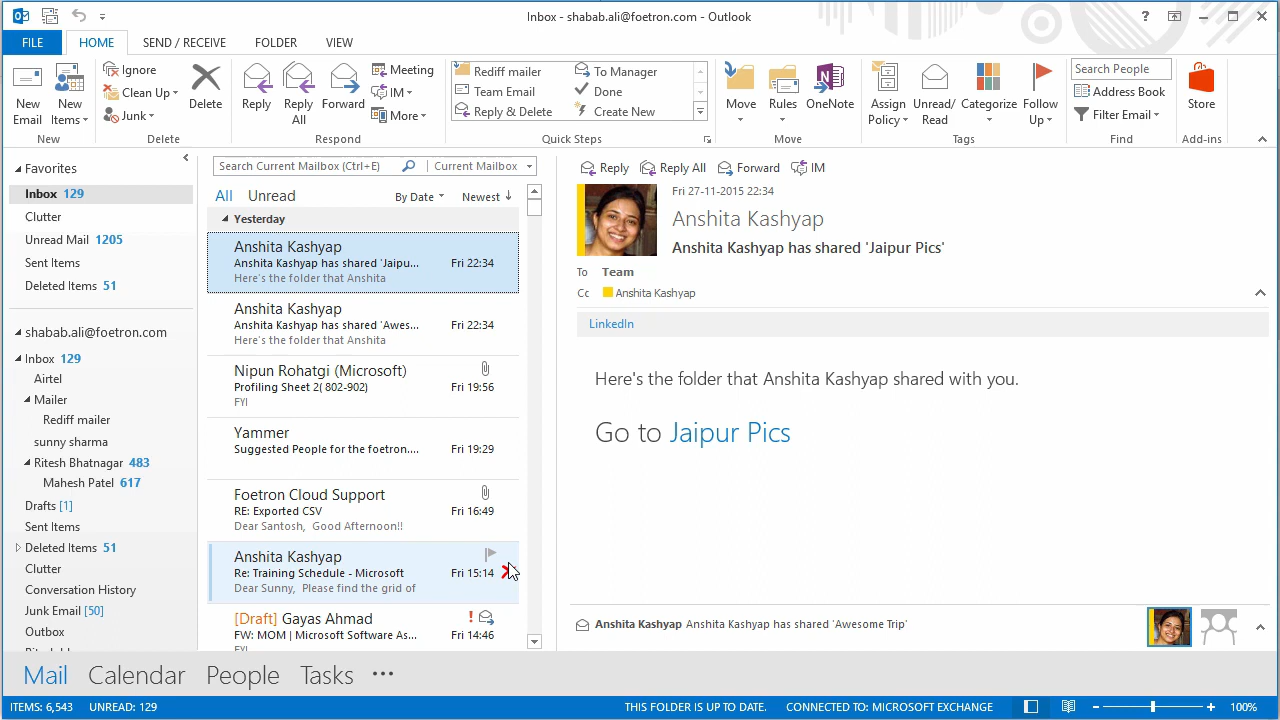 Inbox - shabab.ali@foetron.com - Outlook
?
FILE HOME SEND / RECEIVE FOLDER VIEW
New Email
New Items
New
Ignore
Clean Up
Junk
Delete
Delete
Reply
Reply All
Forward
Meeting
IM
More
Respond
Rediff mailer
Team Email
Reply & Delete
To Manager
Done
Create New
Quick Steps
Move
Rules
OneNote
Move
Assign Policy
Unread/ Read
Categorize
Follow Up
Tags
Search People
Address Book
Filter Email
Find
Store
Add-ins
Favorites
Inbox 129
Clutter
Unread Mail 1205
Sent Items
Deleted Items 51
shabab.ali@foetron.com
Inbox 129
Airtel
Mailer
Rediff mailer
sunny sharma
Ritesh Bhatnagar 483
Mahesh Patel 617
Drafts [1]
Sent Items
Deleted Items 51
Clutter
Conversation History
Junk Email [50]
Outbox
Search Current Mailbox (Ctrl+E) Current Mailbox
All Unread By Date Newest
Yesterday
Anshita Kashyap
Anshita Kashyap has shared 'Jaipu... Fri 22:34
Here's the folder that Anshita
Anshita Kashyap
Anshita Kashyap has shared 'Awes... Fri 22:34
Here's the folder that Anshita
Nipun Rohatgi (Microsoft)
Profiling Sheet 2( 802-902) Fri 19:56
FYI
Yammer
Suggested People for the foetron.... Fri 19:29
Foetron Cloud Support
RE: Exported CSV Fri 16:49
Dear Santosh, Good Afternoon!!
Anshita Kashyap
Re: Training Schedule - Microsoft Fri 15:14
Dear Sunny, Please find the grid of
[Draft] Gayas Ahmad
FW: MOM | Microsoft Software As... Fri 14:46
Reply Reply All Forward IM
Fri 27-11-2015 22:34
Anshita Kashyap
Anshita Kashyap has shared 'Jaipur Pics'
To Team
Cc Anshita Kashyap
LinkedIn
Here's the folder that Anshita Kashyap shared with you.
Go to Jaipur Pics
Anshita Kashyap Anshita Kashyap has shared 'Awesome Trip'
Mail Calendar People Tasks •••
ITEMS: 6,543 UNREAD: 129 THIS FOLDER IS UP TO DATE. CONNECTED TO: MICROSOFT EXCHANGE 100%